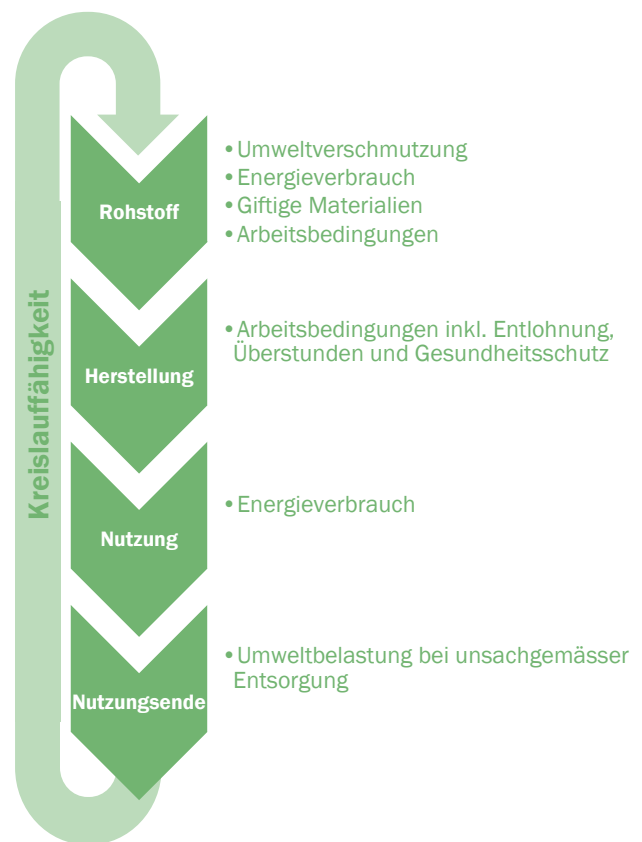 • Umweltverschmutzung
• Energieverbrauch
Rohstoff
• Giftige Materialien
• Arbeitsbedingungen
Kreislauffähigkeit
• Arbeitsbedingungen inkl. Entlohnung,
Überstunden und Gesundheitsschutz
Herstellung
• Energieverbrauch
Nutzung
• Umweltbelastung bei unsachgemässer
Entsorgung
Nutzungsende